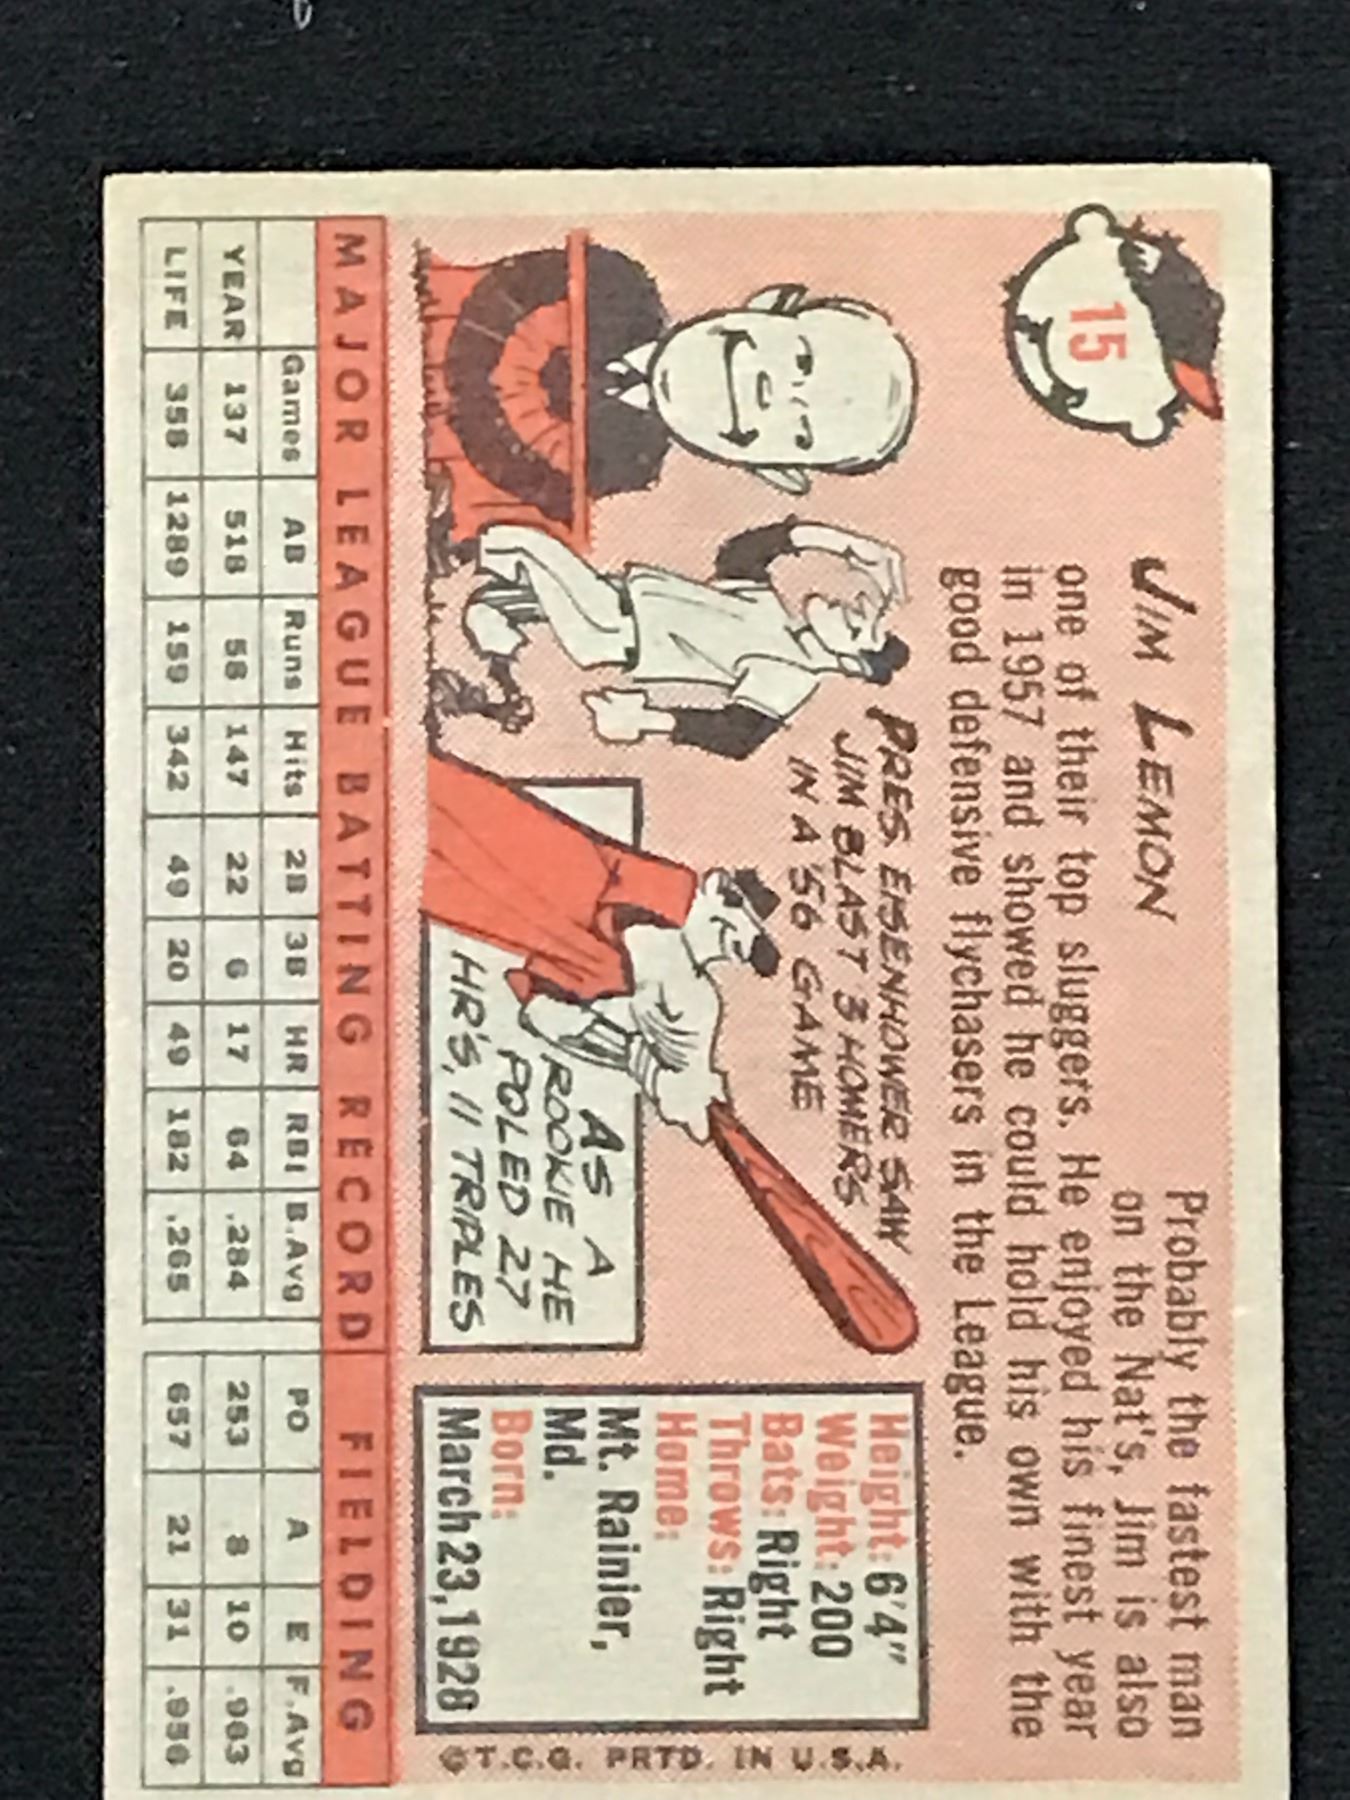 15
JIM LEMON
Probably the fastest man
on the Nat's, Jim is also
one of their top sluggers. He enjoyed his finest year
in 1957 and showed he could hold his own with the
good defensive flychasers in the League.
PRES. EISENHOWER SAW
JIM BLAST 3 HOMERS
IN A '56 GAME
AS A
ROOKIE HE
POLED 27
HR'S, 11 TRIPLES
Height: 6'4"
Weight: 200
Bats: Right
Throws: Right
Home:
Mt. Rainier,
Md.
Born:
March 23, 1928
©T.C.G. PRTD. IN U.S.A.
MAJOR LEAGUE BATTING RECORD FIELDING
Games AB Runs Hits 2B 3B HR RBI B.Avg PO A E F.Avg
YEAR 137 518 58 147 22 6 17 64 .284 253 8 10 .963
LIFE 358 1289 159 342 49 20 49 182 .265 657 21 31 .956